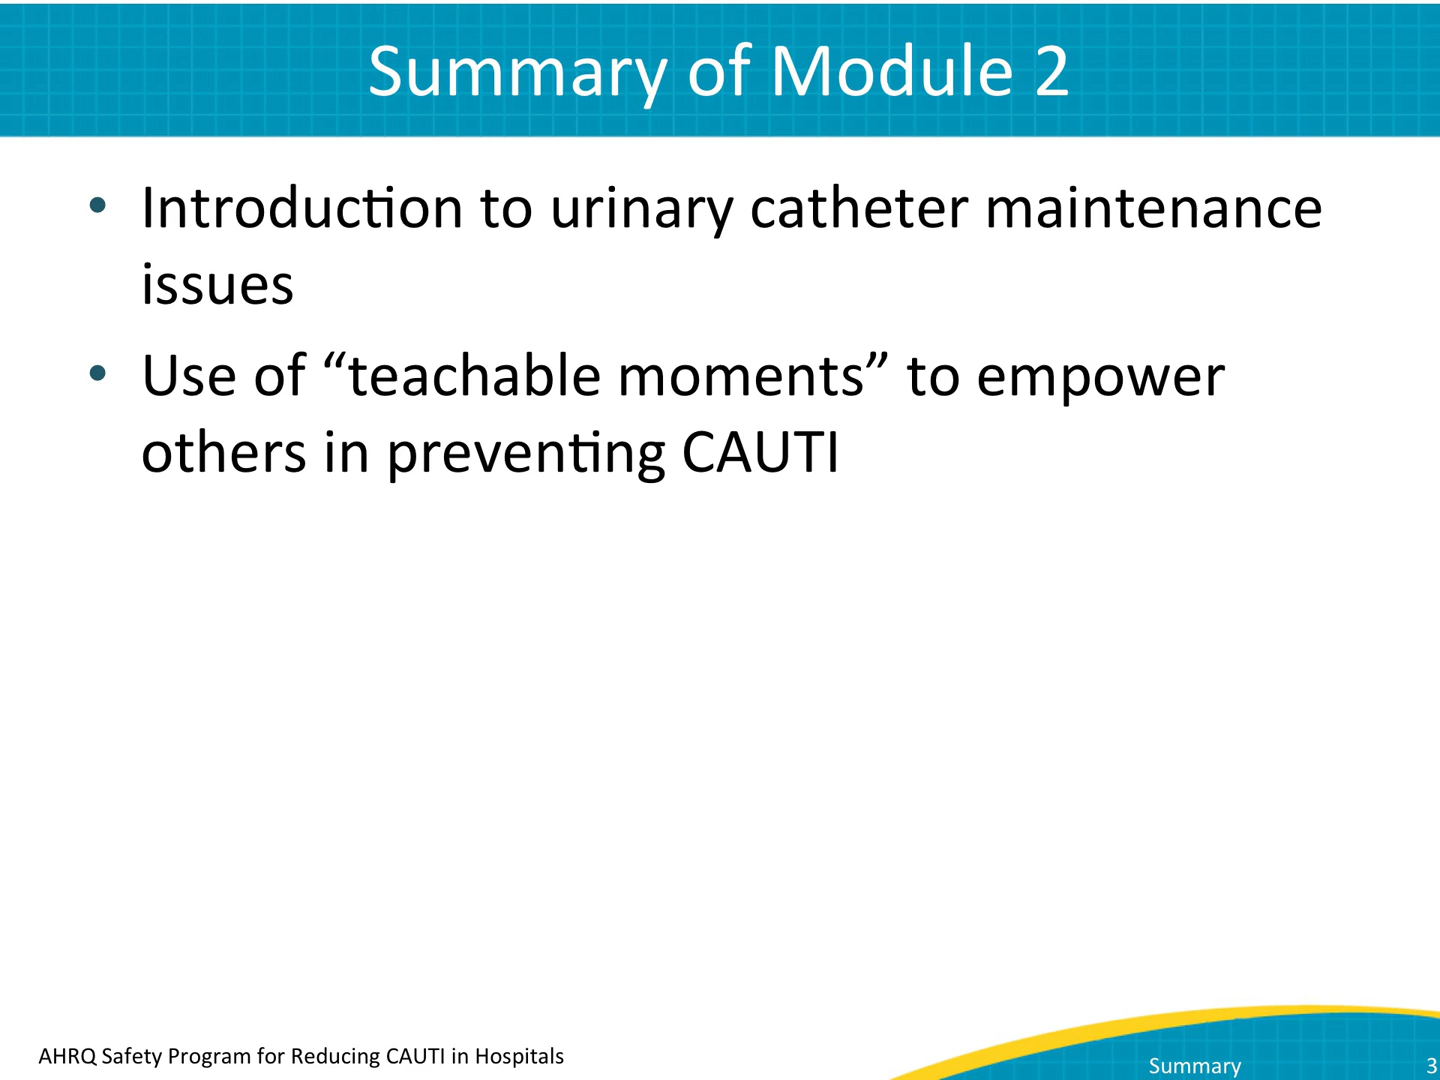 Summary of Module 2
• Introduction to urinary catheter maintenance
issues
• Use of “teachable moments” to empower
others in preventing CAUTI
AHRQ Safety Program for Reducing CAUTI in Hospitals
Summary 3